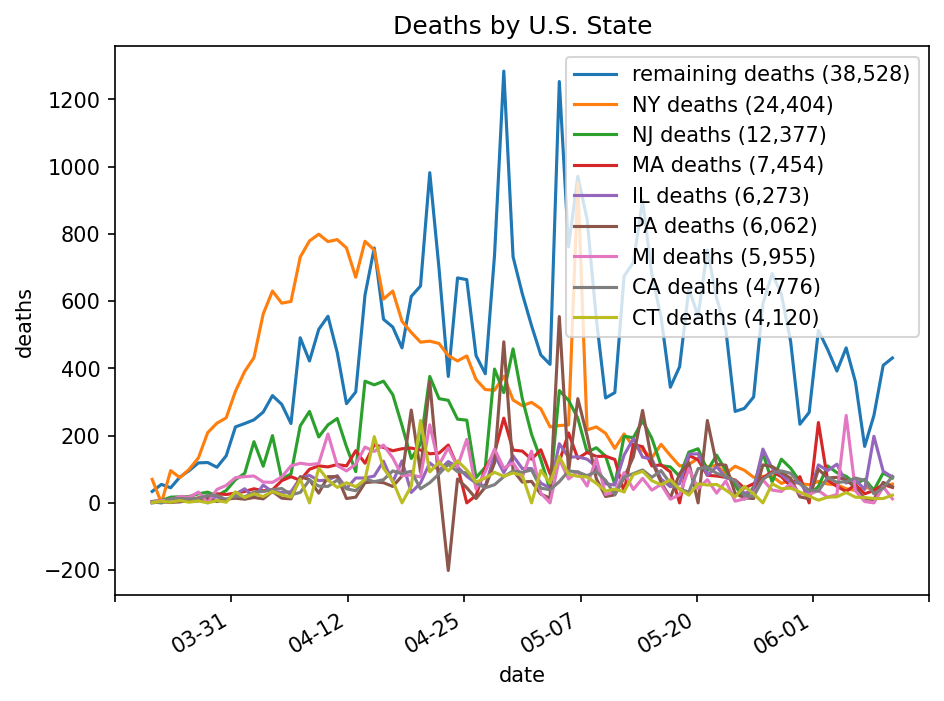 Deaths by U.S. State
remaining deaths (38,528)
NY deaths (24,404)
NJ deaths (12,377)
MA deaths (7,454)
IL deaths (6,273)
PA deaths (6,062)
MI deaths (5,955)
CA deaths (4,776)
CT deaths (4,120)
deaths
1200
1000
800
600
400
200
0
−200
03-31
04-12
04-25
05-07
05-20
06-01
date